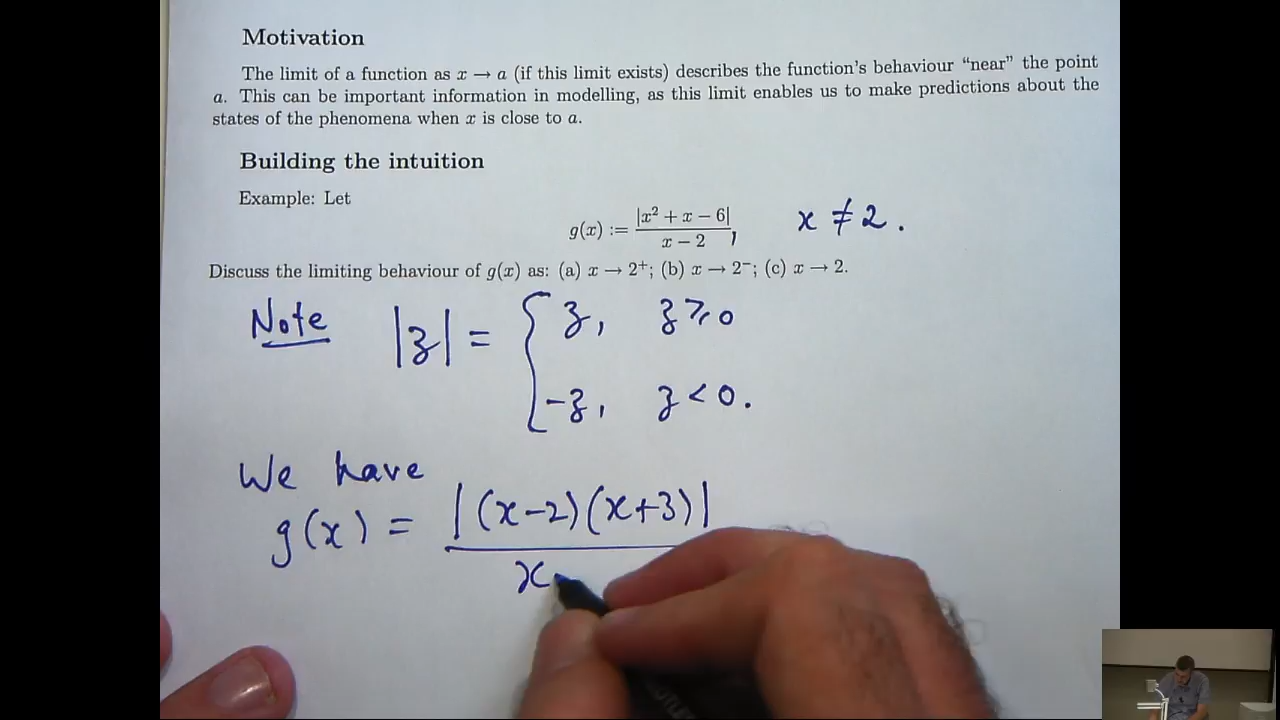 Motivation
The limit of a function as x → a (if this limit exists) describes the function's behaviour "near" the point
a. This can be important information in modelling, as this limit enables us to make predictions about the
states of the phenomena when x is close to a.
Building the intuition
Example: Let
g(x) := |x² + x − 6| / (x − 2), x ≠ 2.
Discuss the limiting behaviour of g(x) as: (a) x → 2⁺; (b) x → 2⁻; (c) x → 2.
Note |z| = { z, z ≥ 0
-z, z < 0.
We have
g(x) = |(x-2)(x+3)|
x